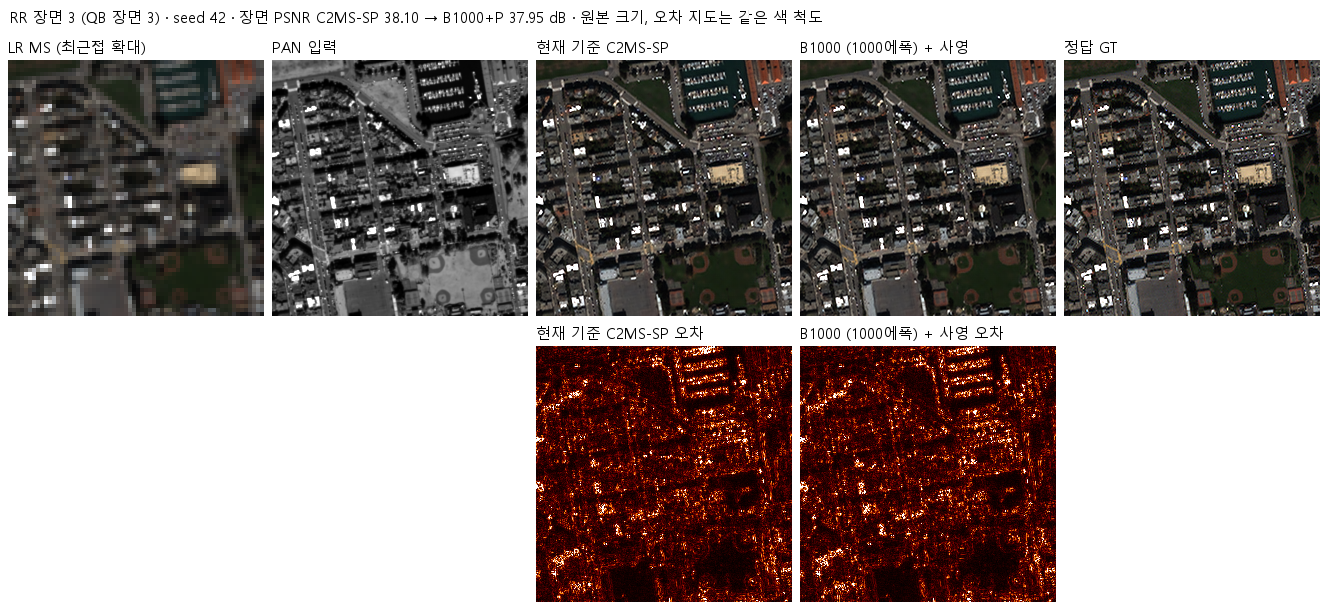 RR 장면 3 (QB 장면 3) · seed 42 · 장면 PSNR C2MS-SP 38.10 → B1000+P 37.95 dB · 원본 크기, 오차 지도는 같은 색 척도
LR MS (최근접 확대)
PAN 입력
현재 기준 C2MS-SP
B1000 (1000에폭) + 사영
정답 GT
현재 기준 C2MS-SP 오차
B1000 (1000에폭) + 사영 오차